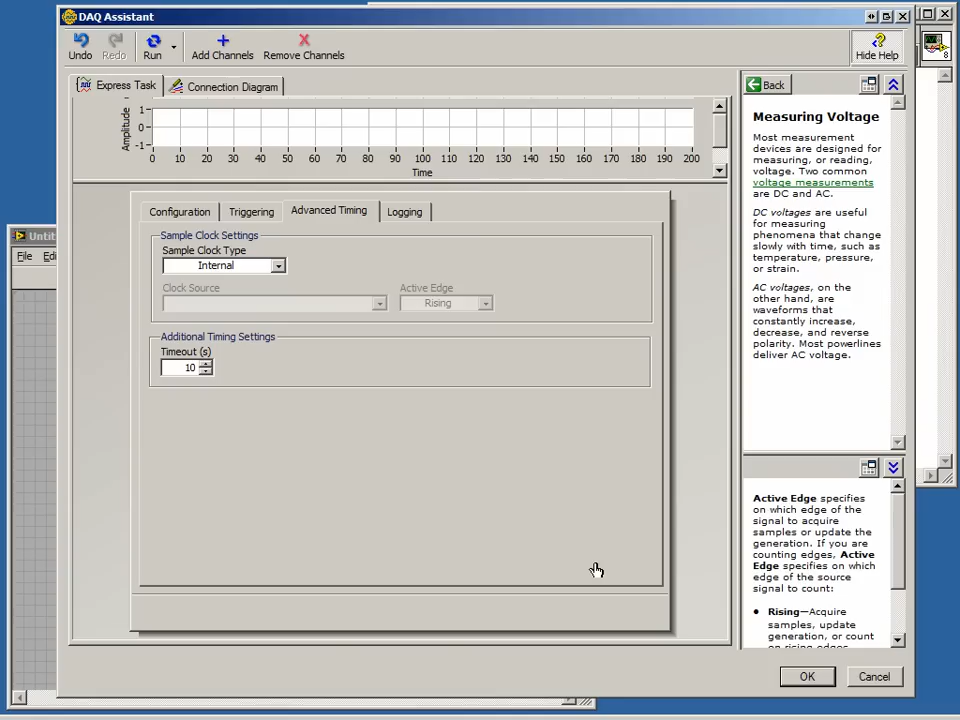 DAQ Assistant
Undo
Redo
Run
Add Channels
Remove Channels
Hide Help
Express Task
Connection Diagram
Amplitude
1
0
-1
0 10 20 30 40 50 60 70 80 90 100 110 120 130 140 150 160 170 180 190 200
Time
Configuration
Triggering
Advanced Timing
Logging
Sample Clock Settings
Sample Clock Type
Internal
Clock Source
Active Edge
Rising
Additional Timing Settings
Timeout (s)
10
Back
Measuring Voltage
Most measurement
devices are designed for
measuring, or reading,
voltage. Two common
voltage measurements
are DC and AC.
DC voltages are useful
for measuring
phenomena that change
slowly with time, such as
temperature, pressure,
or strain.
AC voltages, on the
other hand, are
waveforms that
constantly increase,
decrease, and reverse
polarity. Most powerlines
deliver AC voltage.
Active Edge specifies
on which edge of the
signal to acquire
samples or update the
generation. If you are
counting edges, Active
Edge specifies on which
edge of the source
signal to count:
• Rising—Acquire
samples, update
generation, or count
on rising edges
OK
Cancel
Untit
File Edi
8